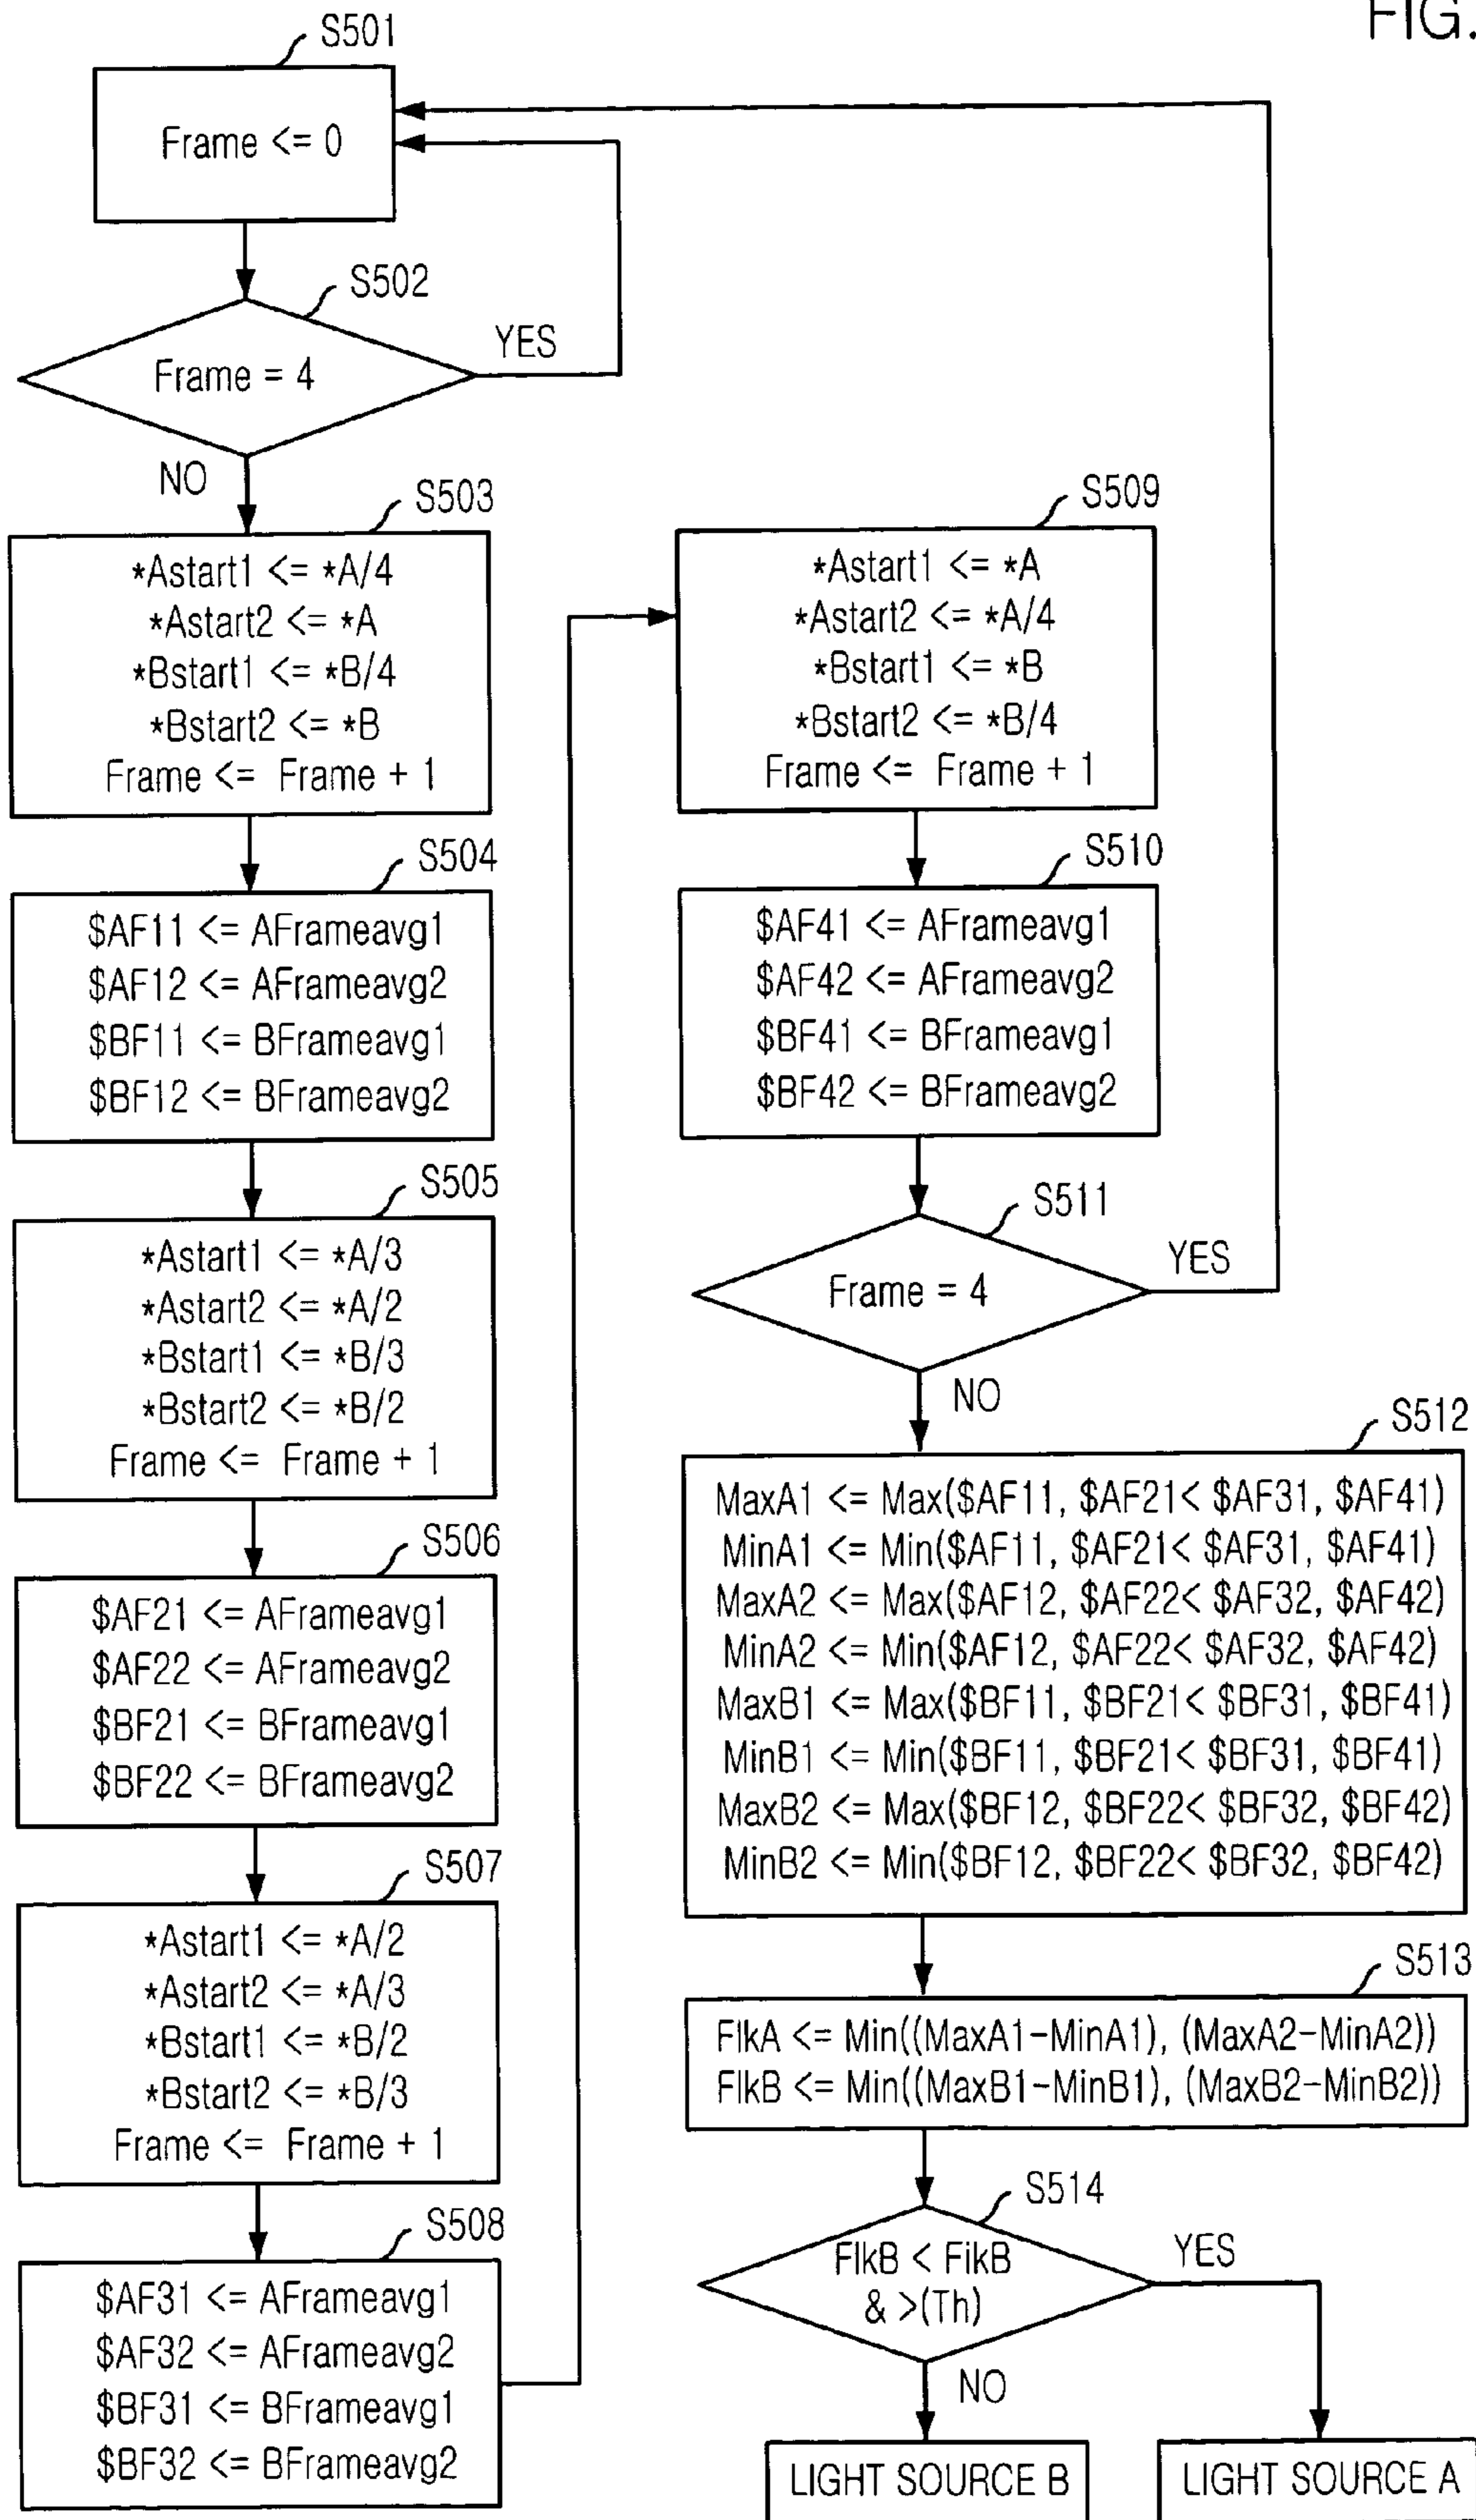 FIG.
S501
Frame <= 0
S502
Frame = 4
YES
NO
S503
*Astart1 <= *A/4
*Astart2 <= *A
*Bstart1 <= *B/4
*Bstart2 <= *B
Frame <= Frame + 1
S504
$AF11 <= AFrameavg1
$AF12 <= AFrameavg2
$BF11 <= BFrameavg1
$BF12 <= BFrameavg2
S505
*Astart1 <= *A/3
*Astart2 <= *A/2
*Bstart1 <= *B/3
*Bstart2 <= *B/2
Frame <= Frame + 1
S506
$AF21 <= AFrameavg1
$AF22 <= AFrameavg2
$BF21 <= BFrameavg1
$BF22 <= BFrameavg2
S507
*Astart1 <= *A/2
*Astart2 <= *A/3
*Bstart1 <= *B/2
*Bstart2 <= *B/3
Frame <= Frame + 1
S508
$AF31 <= AFrameavg1
$AF32 <= AFrameavg2
$BF31 <= BFrameavg1
$BF32 <= BFrameavg2
S509
*Astart1 <= *A
*Astart2 <= *A/4
*Bstart1 <= *B
*Bstart2 <= *B/4
Frame <= Frame + 1
S510
$AF41 <= AFrameavg1
$AF42 <= AFrameavg2
$BF41 <= BFrameavg1
$BF42 <= BFrameavg2
S511
Frame = 4
YES
NO
S512
MaxA1 <= Max($AF11, $AF21< $AF31, $AF41)
MinA1 <= Min($AF11, $AF21< $AF31, $AF41)
MaxA2 <= Max($AF12, $AF22< $AF32, $AF42)
MinA2 <= Min($AF12, $AF22< $AF32, $AF42)
MaxB1 <= Max($BF11, $BF21< $BF31, $BF41)
MinB1 <= Min($BF11, $BF21< $BF31, $BF41)
MaxB2 <= Max($BF12, $BF22< $BF32, $BF42)
MinB2 <= Min($BF12, $BF22< $BF32, $BF42)
S513
FlkA <= Min((MaxA1-MinA1), (MaxA2-MinA2))
FlkB <= Min((MaxB1-MinB1), (MaxB2-MinB2))
S514
FlkB < FikB
& >(Th)
YES
NO
LIGHT SOURCE B
LIGHT SOURCE A